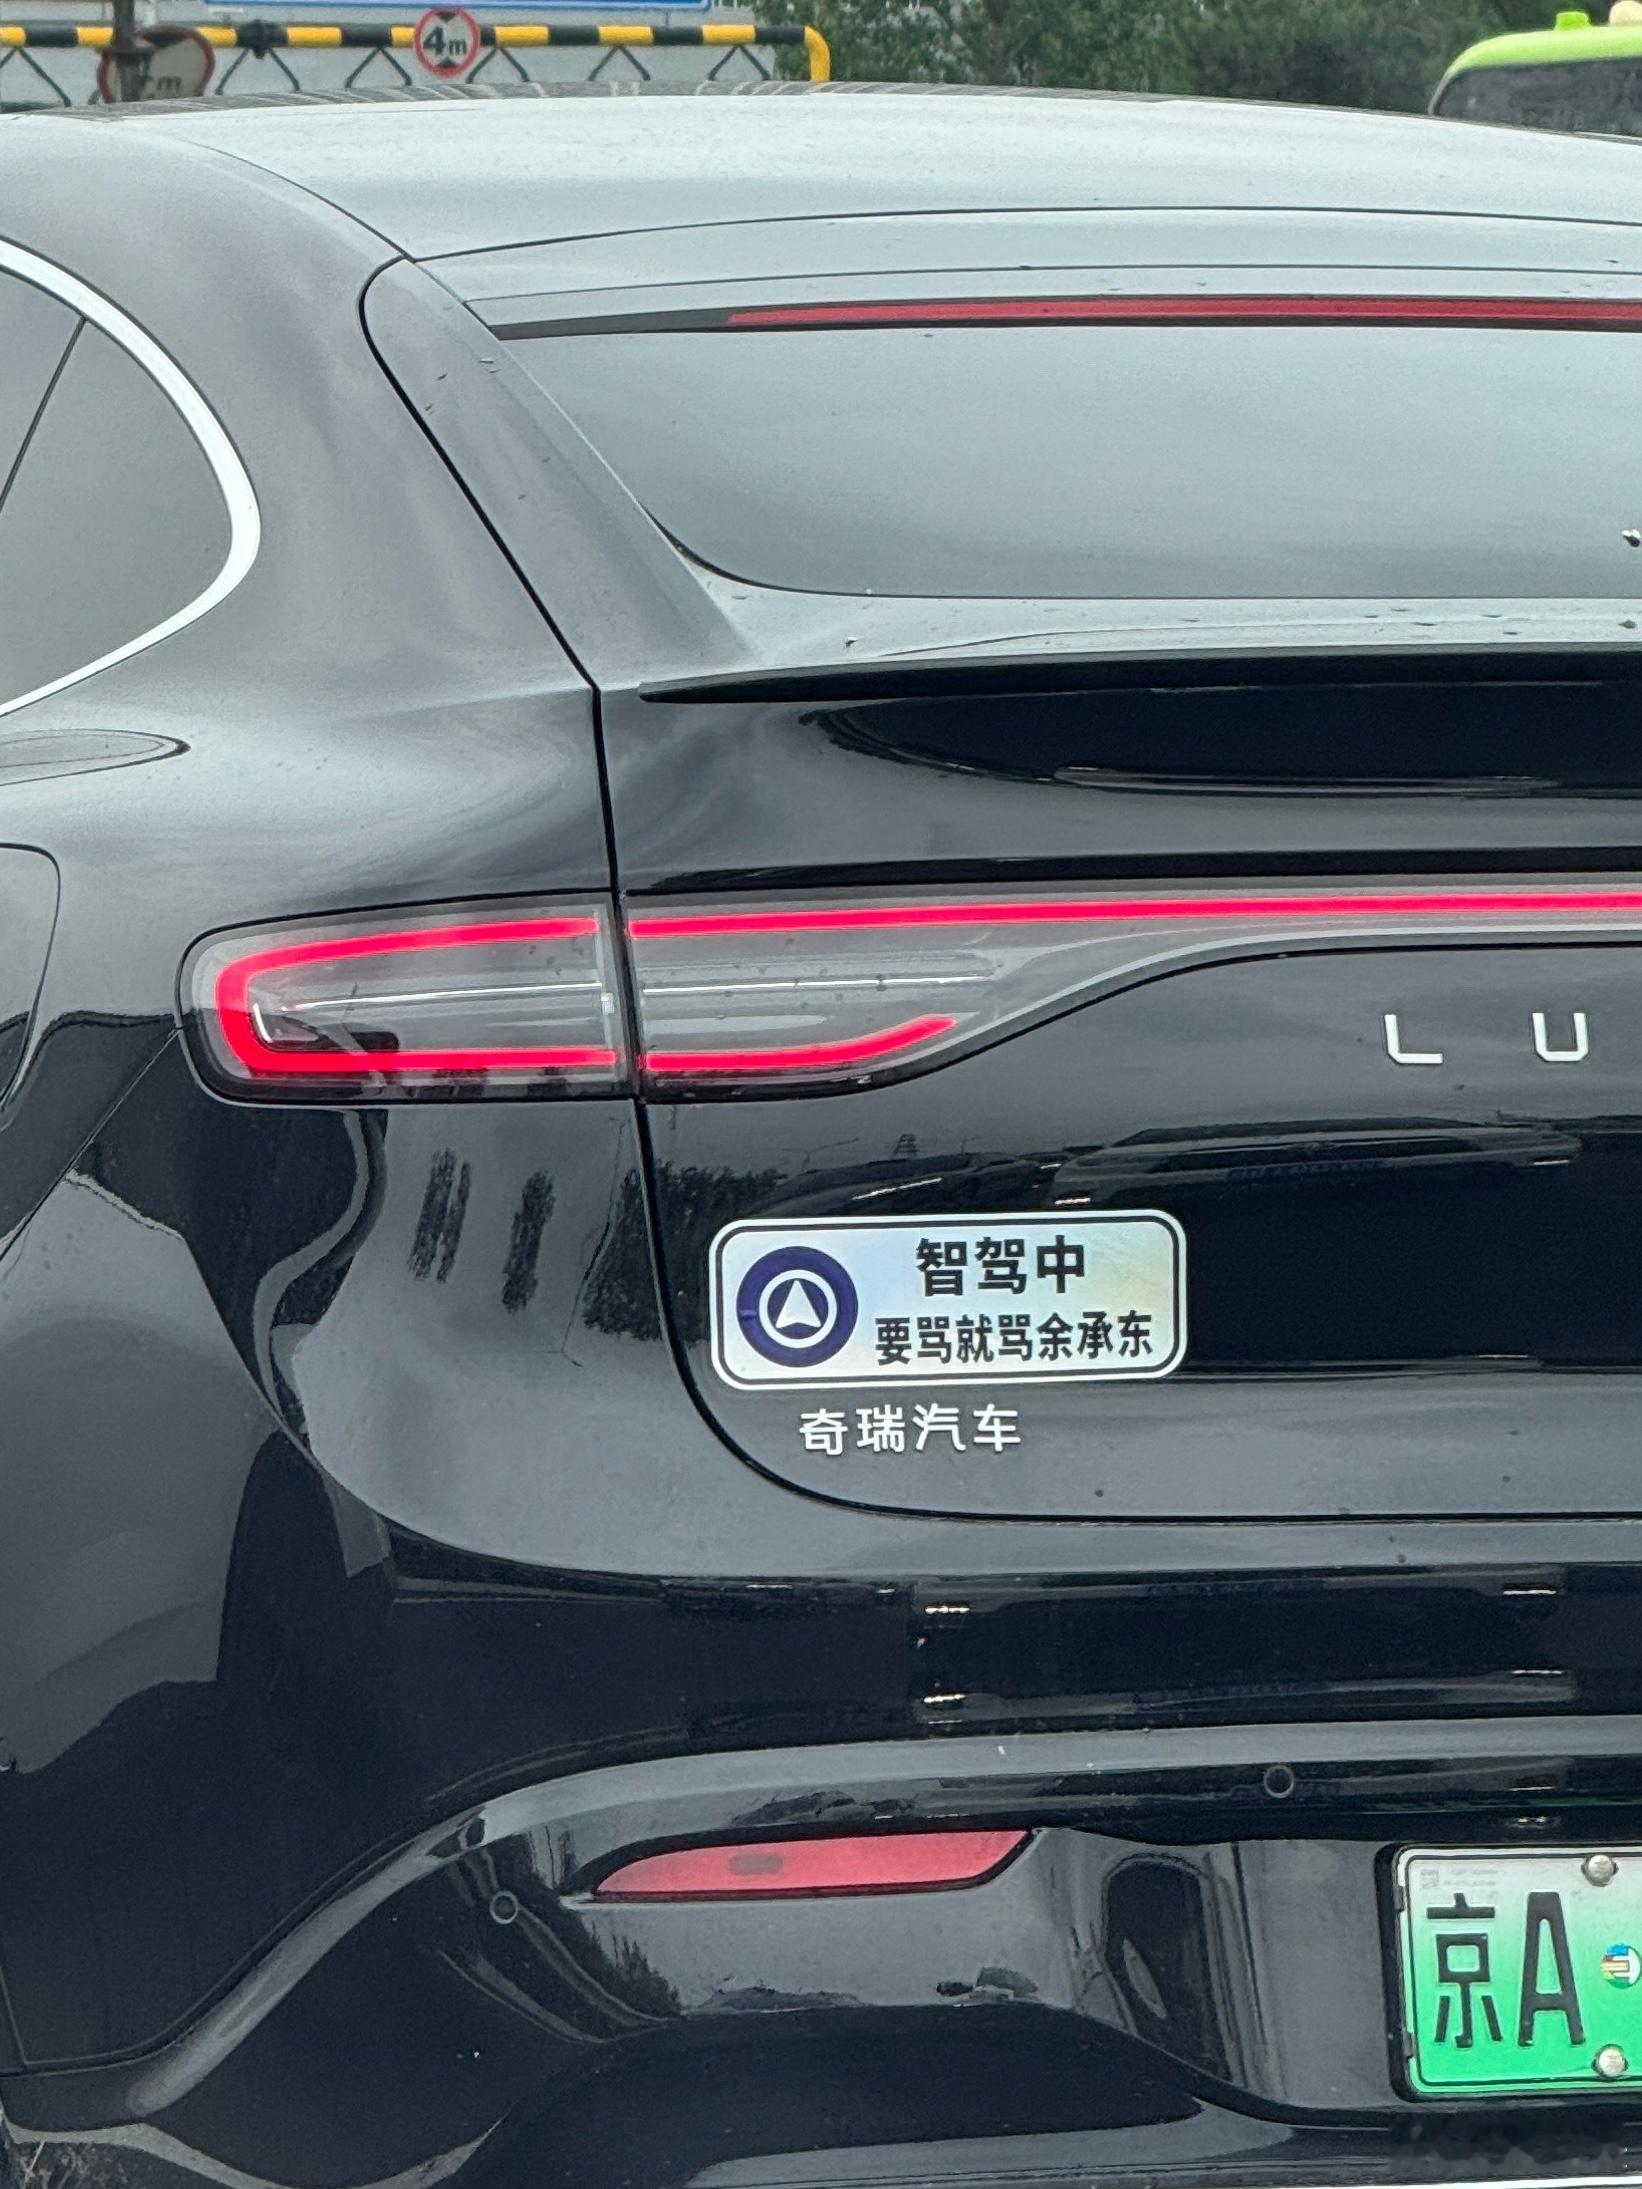 4m
L U
智驾中
要骂就骂余承东
奇瑞汽车
京A